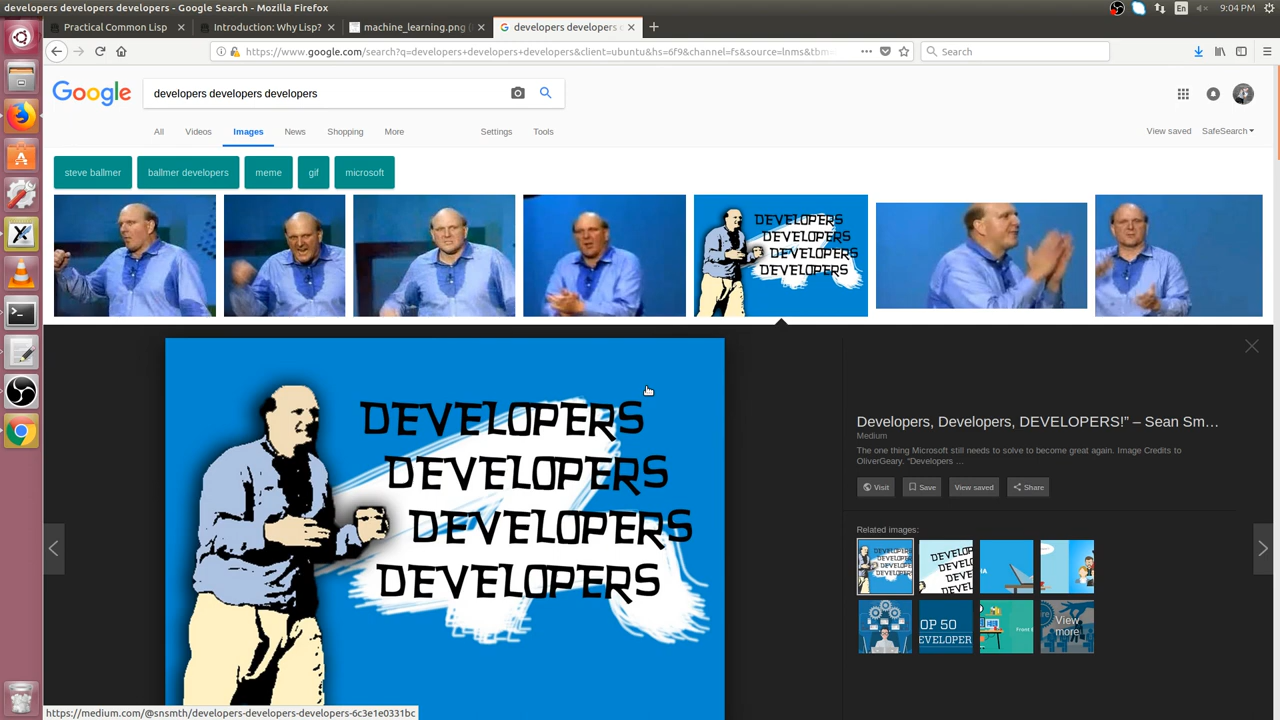 developers developers developers - Google Search - Mozilla Firefox
En
9:04 PM
Practical Common Lisp
Introduction: Why Lisp?
machine_learning.png (
developers developers
https://www.google.com/search?q=developers+developers+developers&client=ubuntu&hs=6f9&channel=fs&source=lnms&tbm=
Search
Google
developers developers developers
All
Videos
Images
News
Shopping
More
Settings
Tools
View saved
SafeSearch
steve ballmer
ballmer developers
meme
gif
microsoft
DEVELOPERS
DEVELOPERS
DEVELOPERS
DEVELOPERS
DEVELOPERS
DEVELOPERS
DEVELOPERS
DEVELOPERS
Developers, Developers, DEVELOPERS!” – Sean Sm...
Medium
The one thing Microsoft still needs to solve to become great again. Image Credits to
OliverGeary. “Developers ...
Visit
Save
View saved
Share
Related images:
View
more
https://medium.com/@snsmth/developers-developers-developers-6c3e1e0331bc